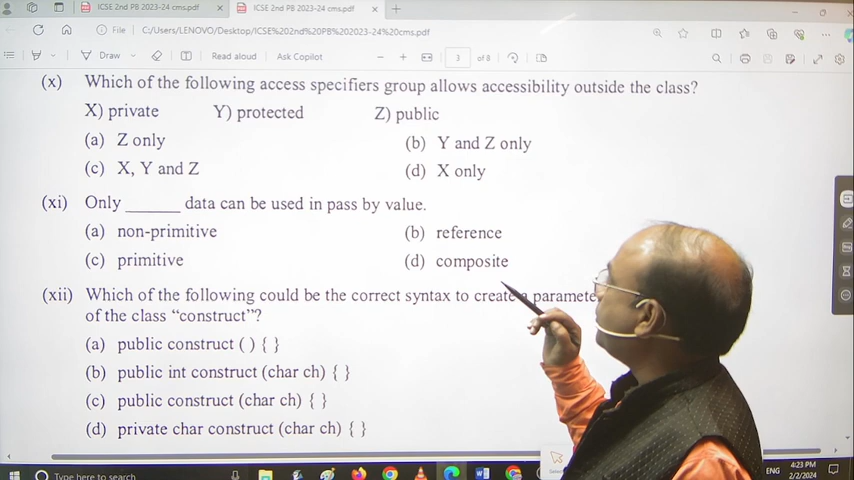 ICSE 2nd PB 2023-24 cms.pdf
ICSE 2nd PB 2023-24 cms.pdf
File
C:/Users/LENOVO/Desktop/ICSE%202nd%20PB%202023-24%20cms.pdf
Draw
Read aloud
Ask Copilot
3
of 8
(x) Which of the following access specifiers group allows accessibility outside the class?
X) private Y) protected Z) public
(a) Z only (b) Y and Z only
(c) X, Y and Z (d) X only
(xi) Only ______ data can be used in pass by value.
(a) non-primitive (b) reference
(c) primitive (d) composite
(xii) Which of the following could be the correct syntax to create a paramete
of the class “construct”?
(a) public construct ( ) { }
(b) public int construct (char ch) { }
(c) public construct (char ch) { }
(d) private char construct (char ch) { }
Type here to search
ENG
4:23 PM
2/2/2024